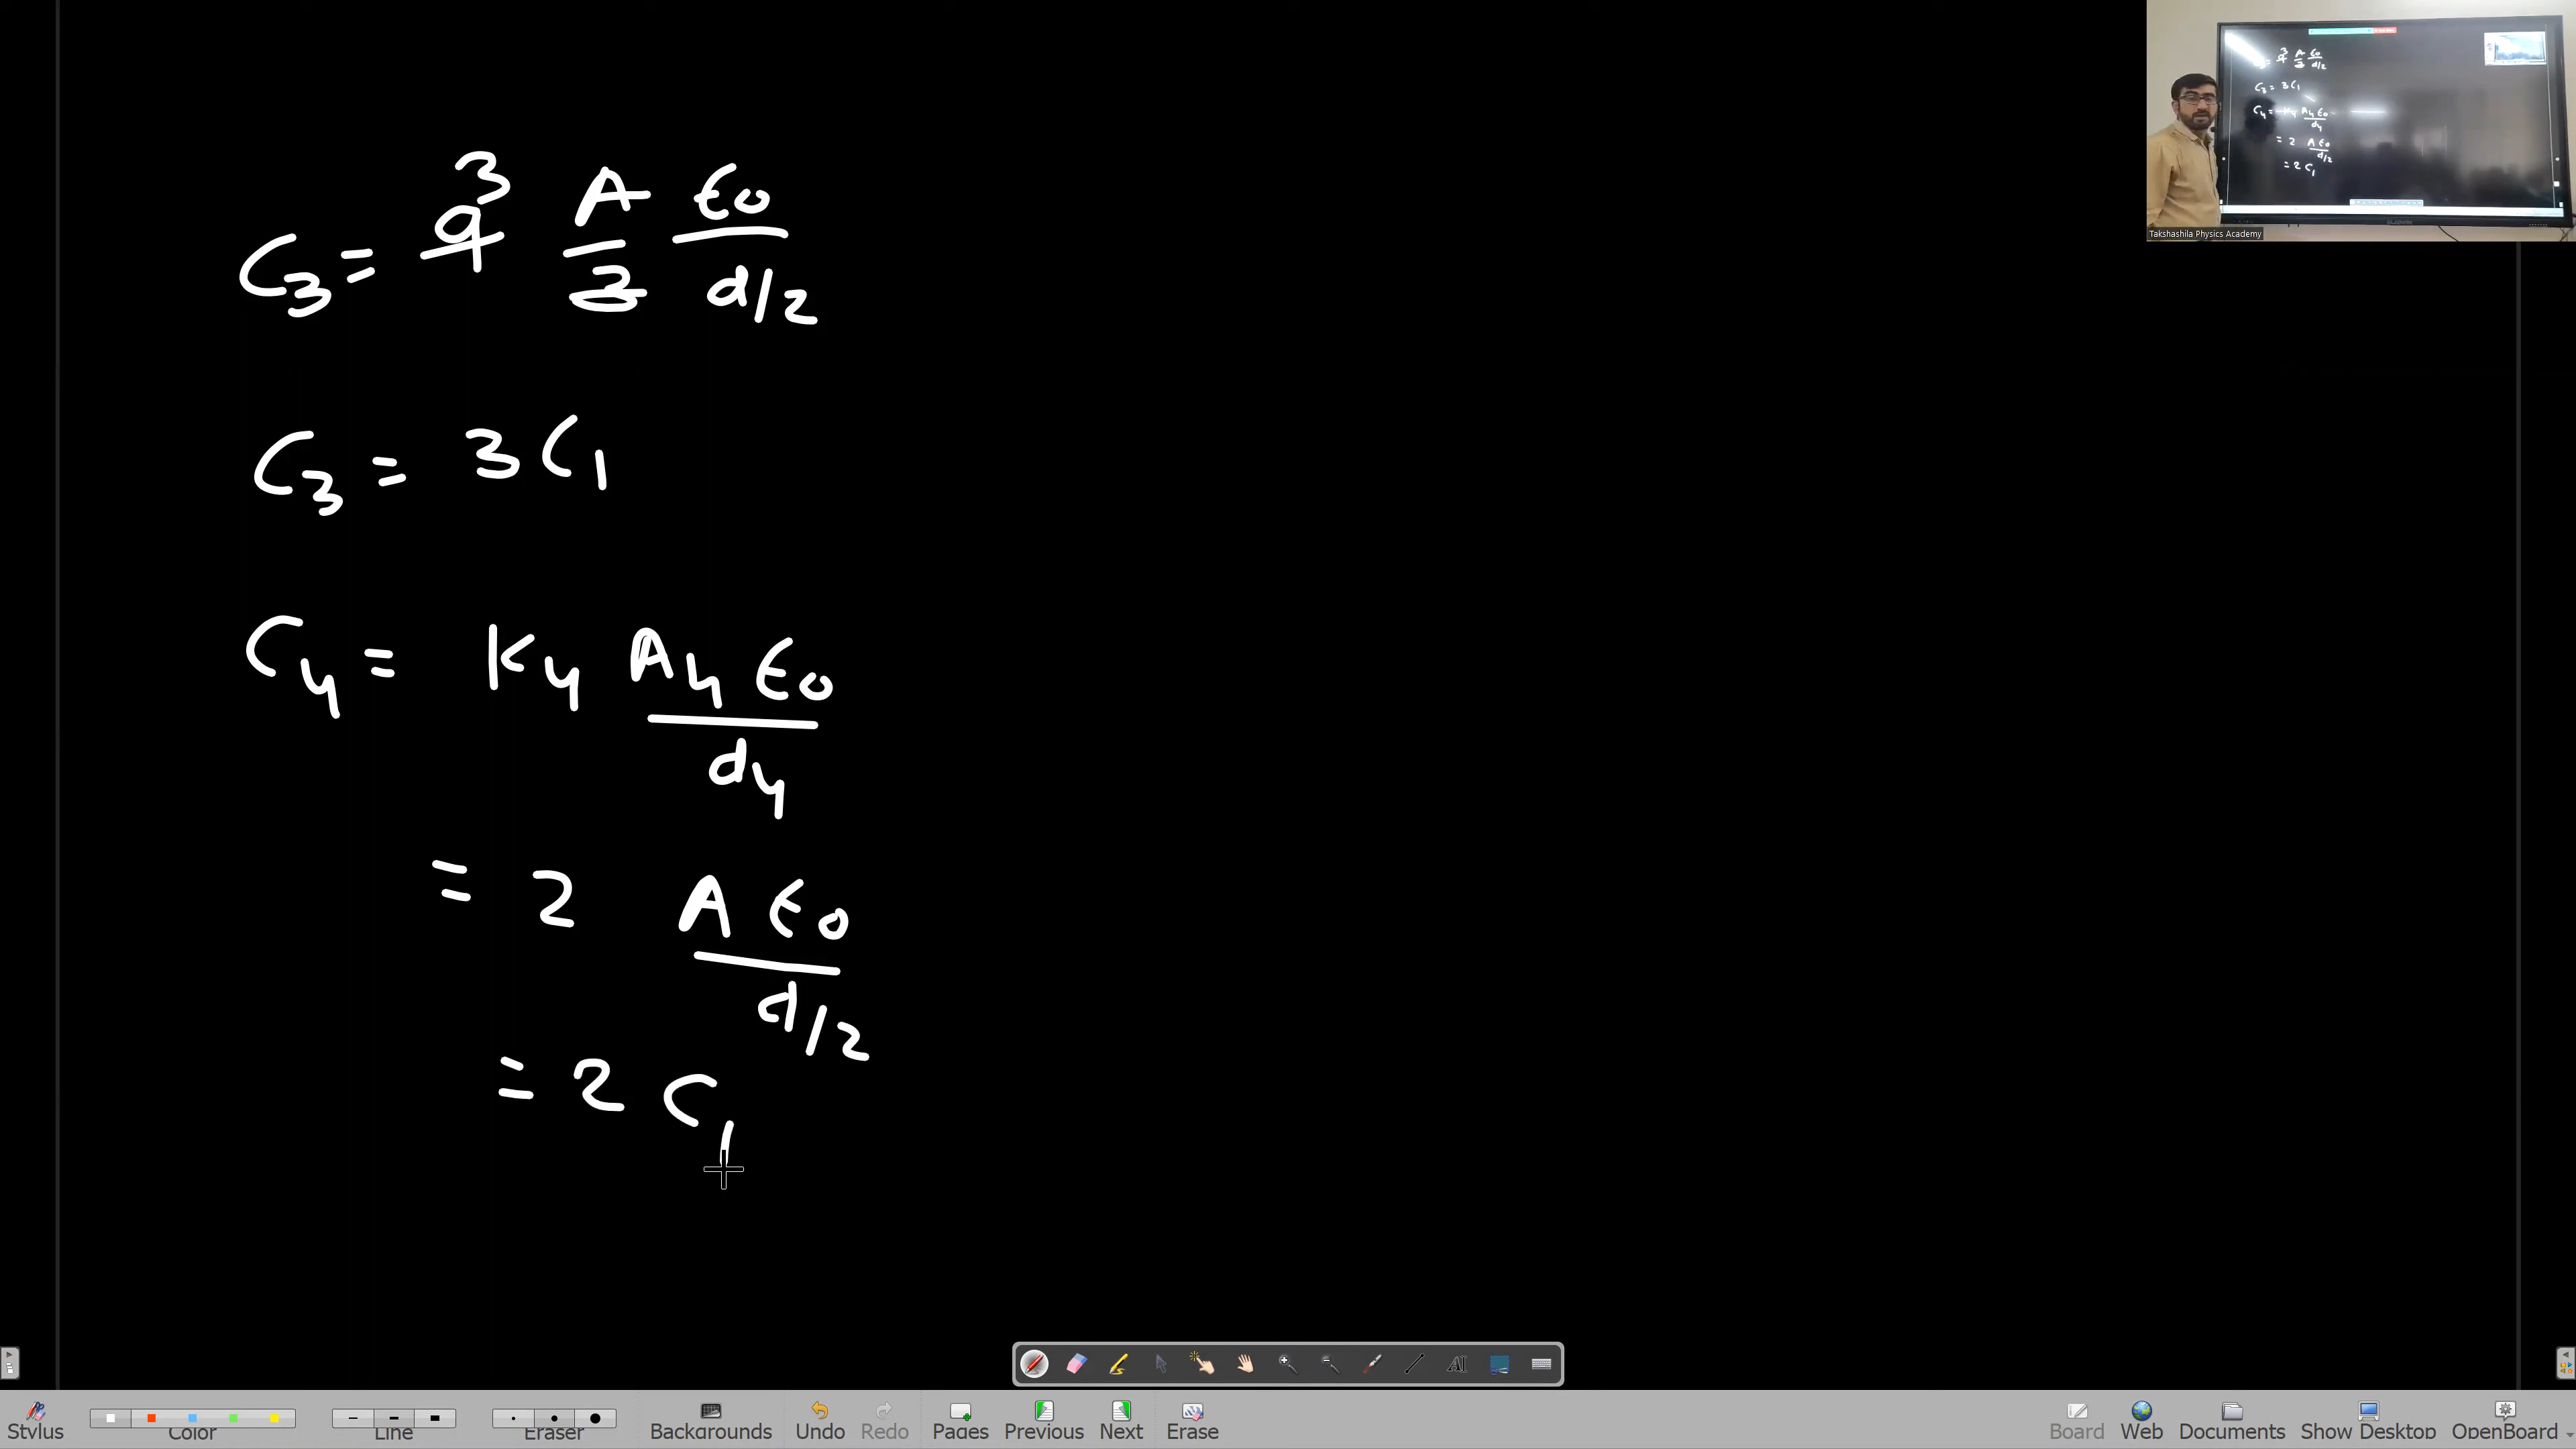 C₃ = 9̶ 3 A/3̶ ε₀/(d/2)
C₃ = 3C₁
C₄ = K₄ A₄ ε₀/d₄
= 2 A ε₀/(d/2)
= 2 C₁
Takshashila Physics Academy
Stylus Color Line Eraser Backgrounds Undo Redo Pages Previous Next Erase Board Web Documents Show Desktop OpenBoard